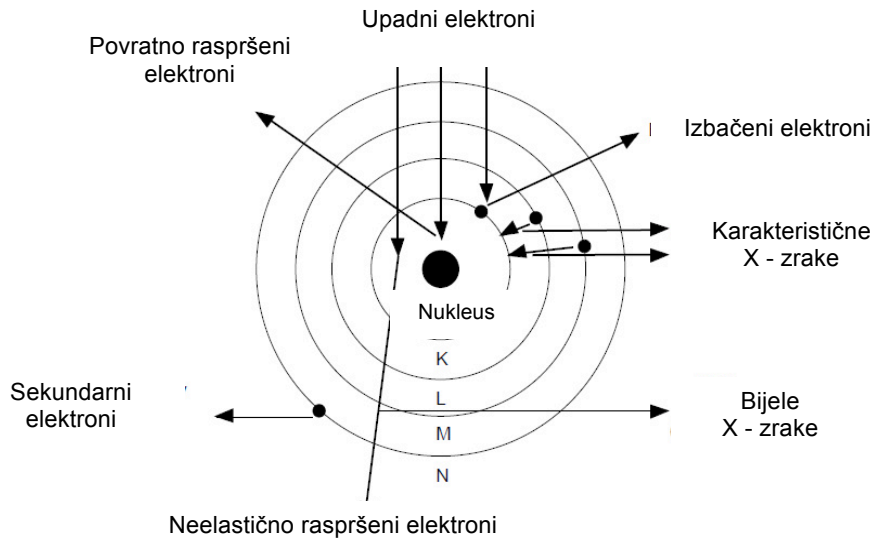 Upadni elektroni
Povratno raspršeni
elektroni
Izbačeni elektroni
Karakteristične
X - zrake
Nukleus
K
L
M
N
Sekundarni
elektroni
Bijele
X - zrake
Neelastično raspršeni elektroni